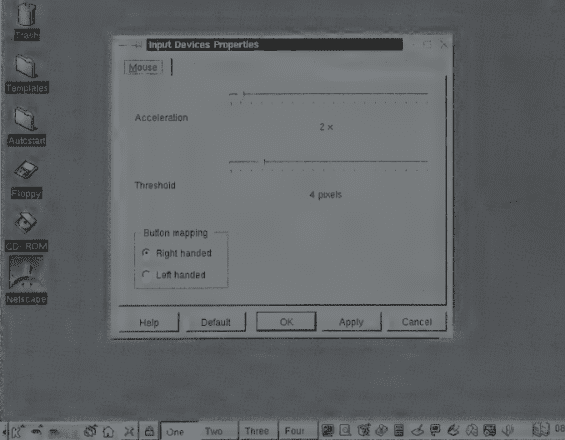 Trash
Templates
Autostart
Floppy
CD-ROM
Netscape
Input Devices Properties
Mouse
Acceleration
2 x
Threshold
4 pixels
Button mapping
Right handed
Left handed
Help Default OK Apply Cancel
One Two Three Four 08